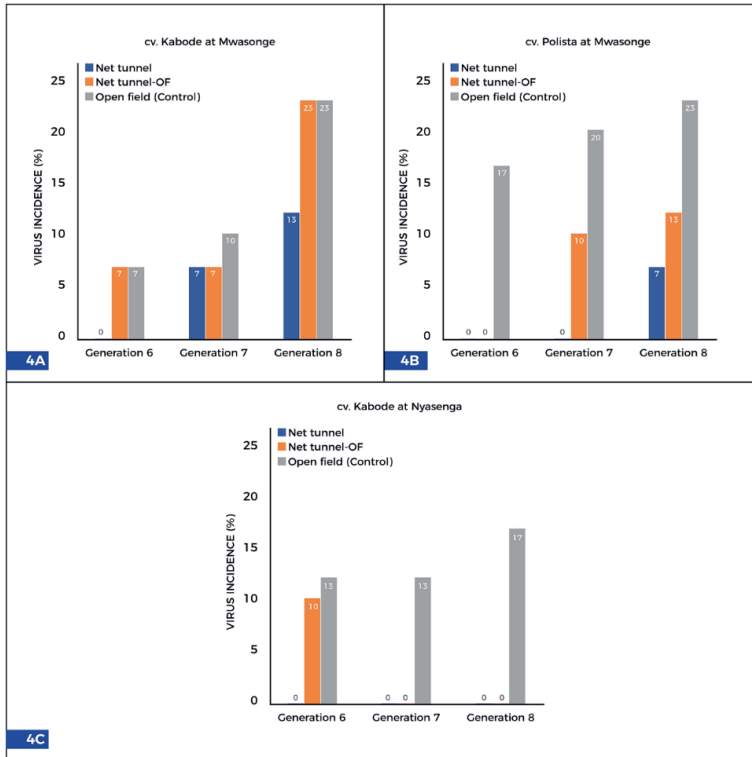 cv. Kabode at Mwasonge
Net tunnel
Net tunnel-OF
Open field (Control)
VIRUS INCIDENCE (%)
25
20
15
10
5
0
0
7
7
7
7
10
13
23
23
Generation 6
Generation 7
Generation 8
4A
cv. Polista at Mwasonge
Net tunnel
Net tunnel-OF
Open field (Control)
VIRUS INCIDENCE (%)
25
20
15
10
5
0
0
0
17
0
10
20
7
13
23
Generation 6
Generation 7
Generation 8
4B
cv. Kabode at Nyasenga
Net tunnel
Net tunnel-OF
Open field (Control)
VIRUS INCIDENCE (%)
25
20
15
10
5
0
0
10
13
0
0
13
0
0
17
Generation 6
Generation 7
Generation 8
4C